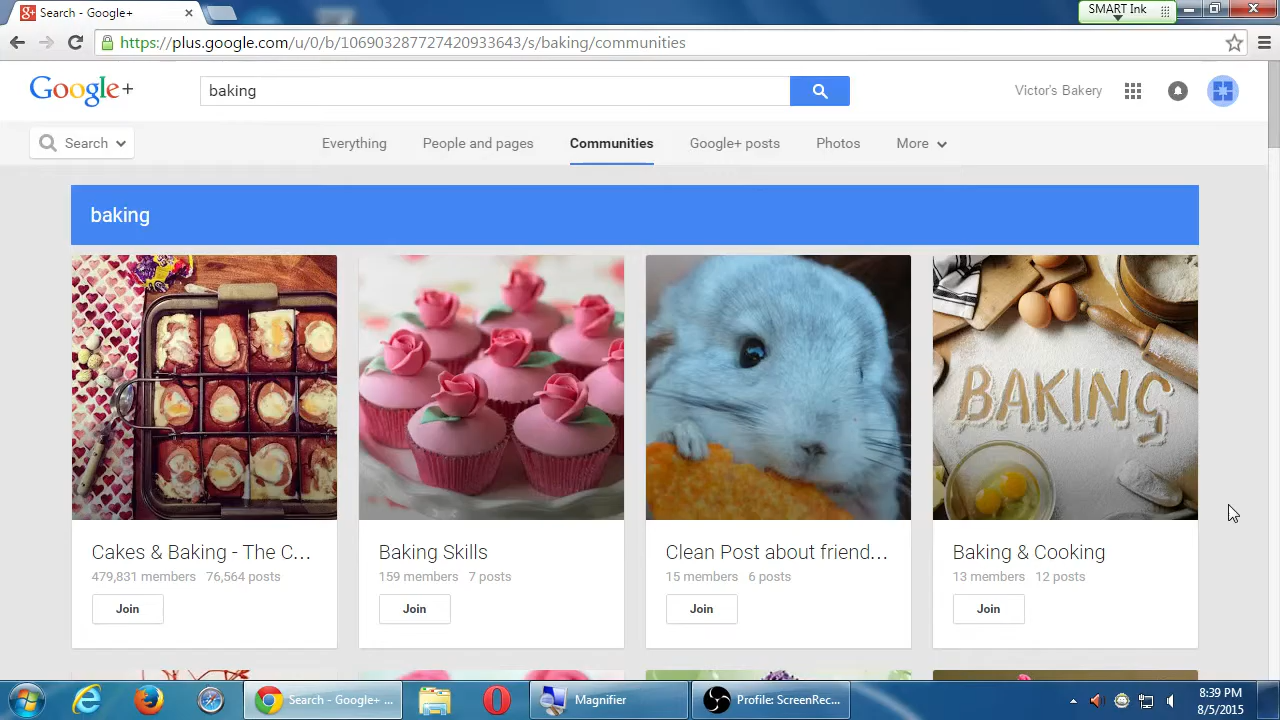 Search - Google+
SMART Ink
https://plus.google.com/u/0/b/106903287727420933643/s/baking/communities
Google+
baking
Victor's Bakery
Search
Everything
People and pages
Communities
Google+ posts
Photos
More
baking
BAKING
Cakes & Baking - The C...
479,831 members 76,564 posts
Join
Baking Skills
159 members 7 posts
Join
Clean Post about friend...
15 members 6 posts
Join
Baking & Cooking
13 members 12 posts
Join
Search - Google+ ...
Magnifier
Profile: ScreenRec...
8:39 PM
8/5/2015